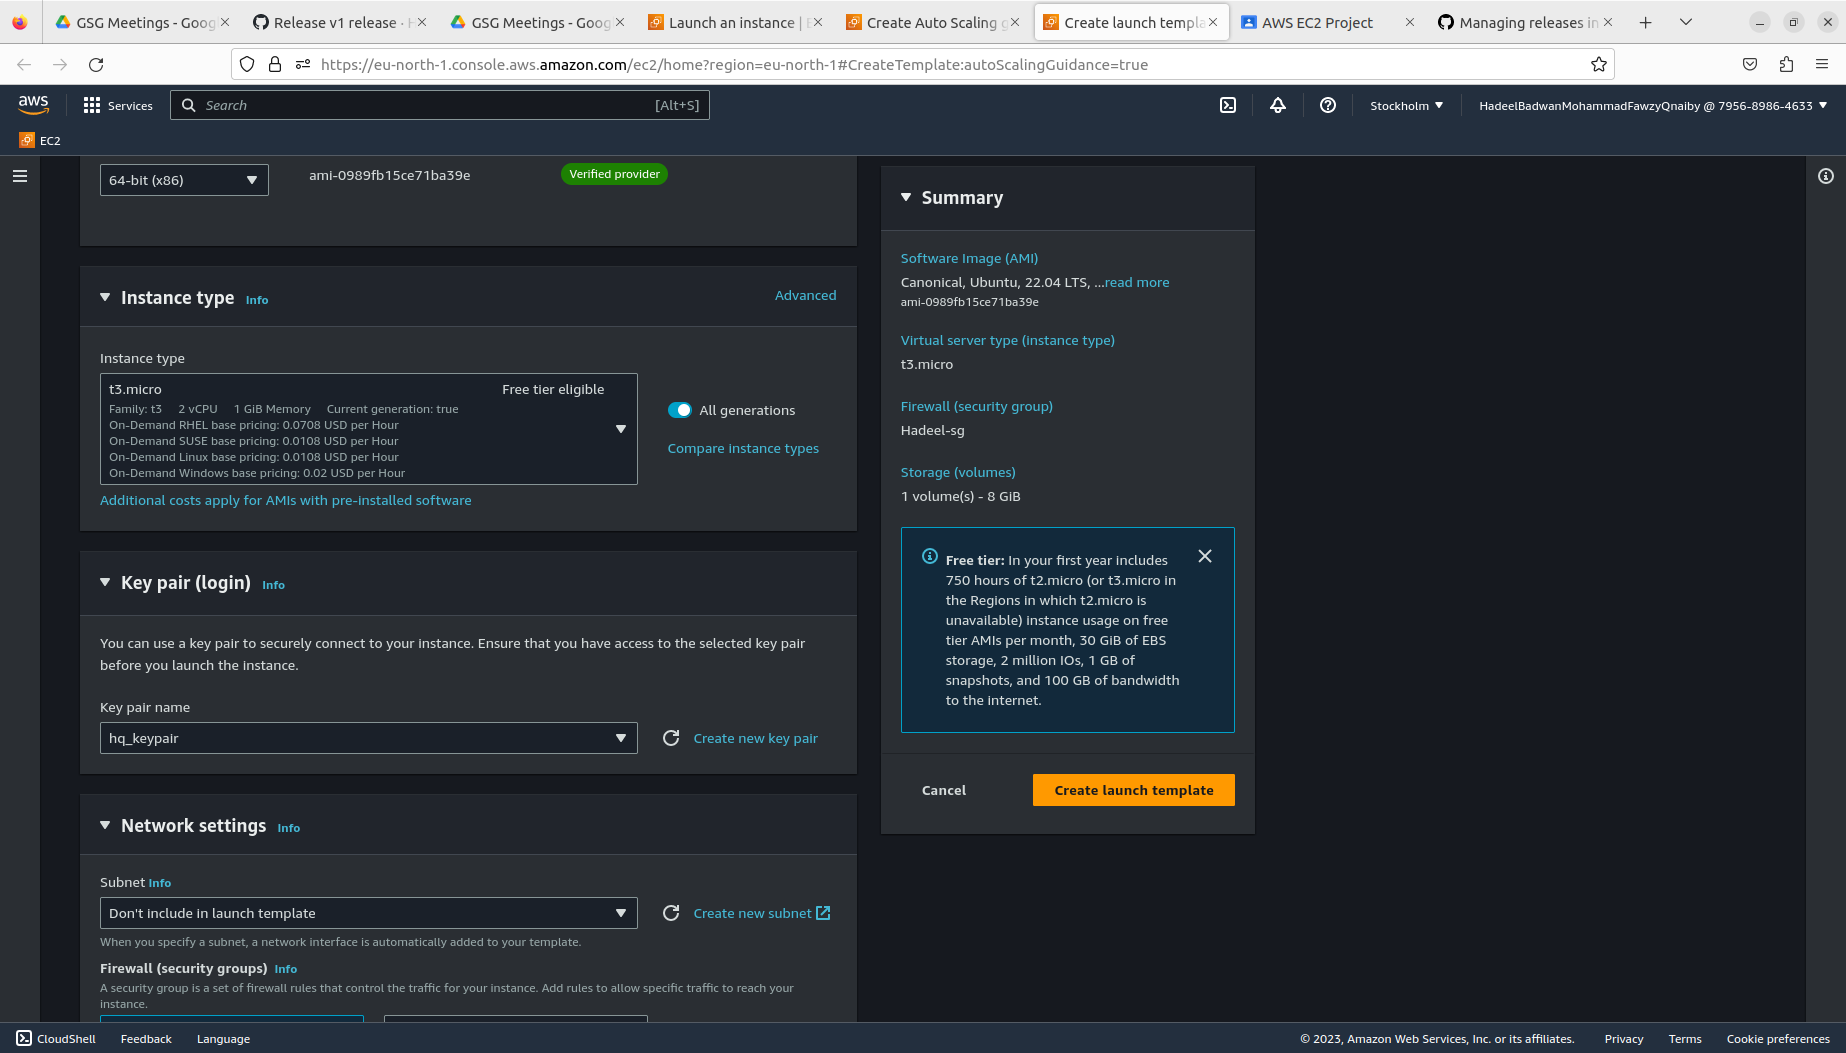 GSG Meetings - Goog
Release v1 release · H
GSG Meetings - Goog
Launch an instance | E
Create Auto Scaling g
Create launch templa
AWS EC2 Project
Managing releases in
https://eu-north-1.console.aws.amazon.com/ec2/home?region=eu-north-1#CreateTemplate:autoScalingGuidance=true
aws
Services
Search
[Alt+S]
Stockholm
HadeelBadwanMohammadFawzyQnaiby @ 7956-8986-4633
EC2
64-bit (x86)
ami-0989fb15ce71ba39e
Verified provider
Instance type Info
Advanced
Instance type
t3.micro
Free tier eligible
Family: t3 2 vCPU 1 GiB Memory Current generation: true
On-Demand RHEL base pricing: 0.0708 USD per Hour
On-Demand SUSE base pricing: 0.0108 USD per Hour
On-Demand Linux base pricing: 0.0108 USD per Hour
On-Demand Windows base pricing: 0.02 USD per Hour
All generations
Compare instance types
Additional costs apply for AMIs with pre-installed software
Key pair (login) Info
You can use a key pair to securely connect to your instance. Ensure that you have access to the selected key pair
before you launch the instance.
Key pair name
hq_keypair
Create new key pair
Network settings Info
Subnet Info
Don't include in launch template
Create new subnet
When you specify a subnet, a network interface is automatically added to your template.
Firewall (security groups) Info
A security group is a set of firewall rules that control the traffic for your instance. Add rules to allow specific traffic to reach your
instance.
Summary
Software Image (AMI)
Canonical, Ubuntu, 22.04 LTS, ...read more
ami-0989fb15ce71ba39e
Virtual server type (instance type)
t3.micro
Firewall (security group)
Hadeel-sg
Storage (volumes)
1 volume(s) - 8 GiB
Free tier: In your first year includes
750 hours of t2.micro (or t3.micro in
the Regions in which t2.micro is
unavailable) instance usage on free
tier AMIs per month, 30 GiB of EBS
storage, 2 million IOs, 1 GB of
snapshots, and 100 GB of bandwidth
to the internet.
Cancel
Create launch template
CloudShell
Feedback
Language
© 2023, Amazon Web Services, Inc. or its affiliates.
Privacy
Terms
Cookie preferences